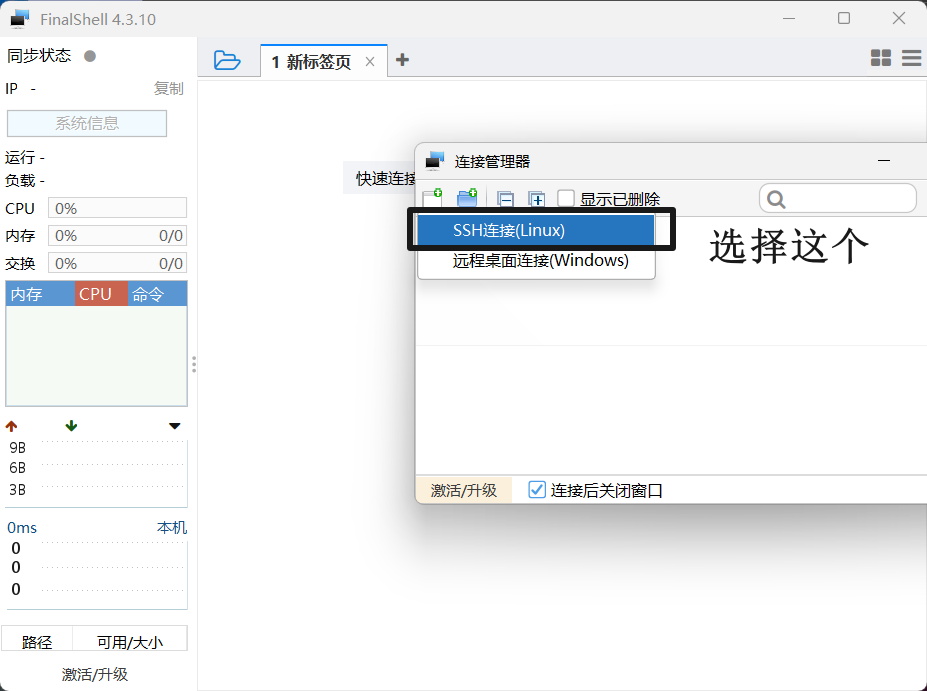 FinalShell 4.3.10
同步状态
IP -
复制
系统信息
运行 -
负载 -
CPU 0%
内存 0% 0/0
交换 0% 0/0
内存 CPU 命令
9B
6B
3B
0ms 本机
0
0
0
路径 可用/大小
激活/升级
1 新标签页
快速连接
连接管理器
显示已删除
SSH连接(Linux)
远程桌面连接(Windows)
选择这个
激活/升级
连接后关闭窗口